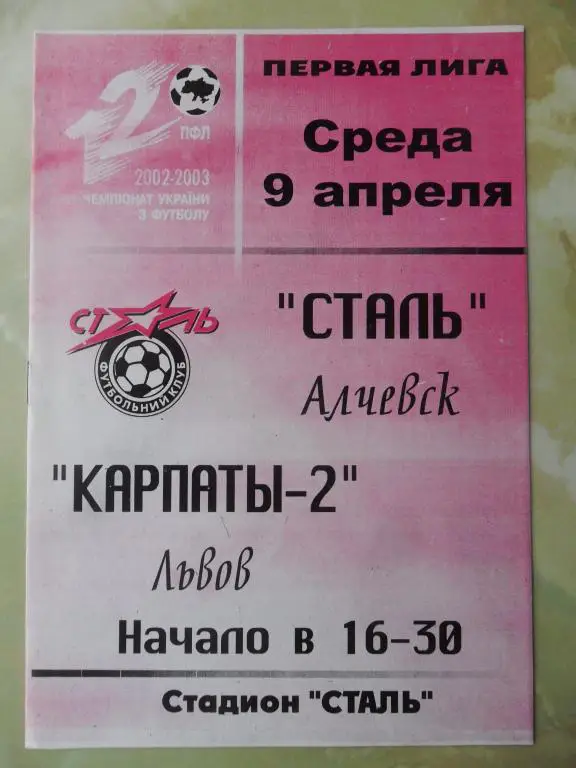 2
ПФЛ
2002-2003
ЧЕМПІОНАТ УКРАЇНИ
З ФУТБОЛУ
ПЕРВАЯ ЛИГА
Среда
9 апреля
СТАЛЬ
ФУТБОЛЬНИЙ КЛУБ
"СТАЛЬ"
Алчевск
"КАРПАТЫ-2"
Львов
Начало в 16-30
Стадион "СТАЛЬ"